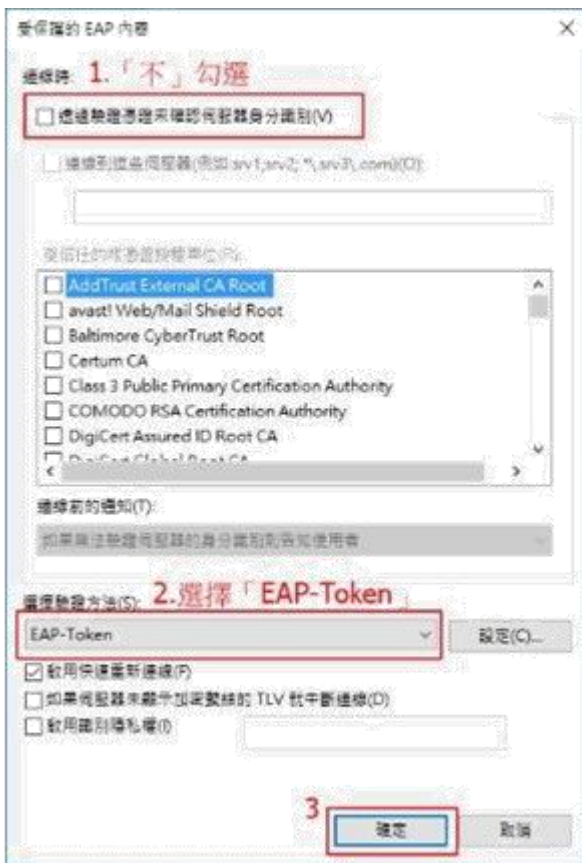 受保護的 EAP 內容
連線時:
1.「不」勾選
透過驗證憑證來確認伺服器身分識別(V)
連線到這些伺服器(例如:srv1;srv2; .*\.srv3\.com)(O):
受信任的根憑證授權單位(R):
AddTrust External CA Root
avast! Web/Mail Shield Root
Baltimore CyberTrust Root
Certum CA
Class 3 Public Primary Certification Authority
COMODO RSA Certification Authority
DigiCert Assured ID Root CA
DigiCert Global Root CA
連線前的通知(T):
如果無法驗證伺服器的身分識別則告知使用者
2.選擇「EAP-Token」
選擇驗證方法(S):
EAP-Token
設定(C)...
啟用快速重新連線(F)
如果伺服器未顯示加密繫結的 TLV 就中斷連線(D)
啟用識別隱私權(I)
3
確定
取消